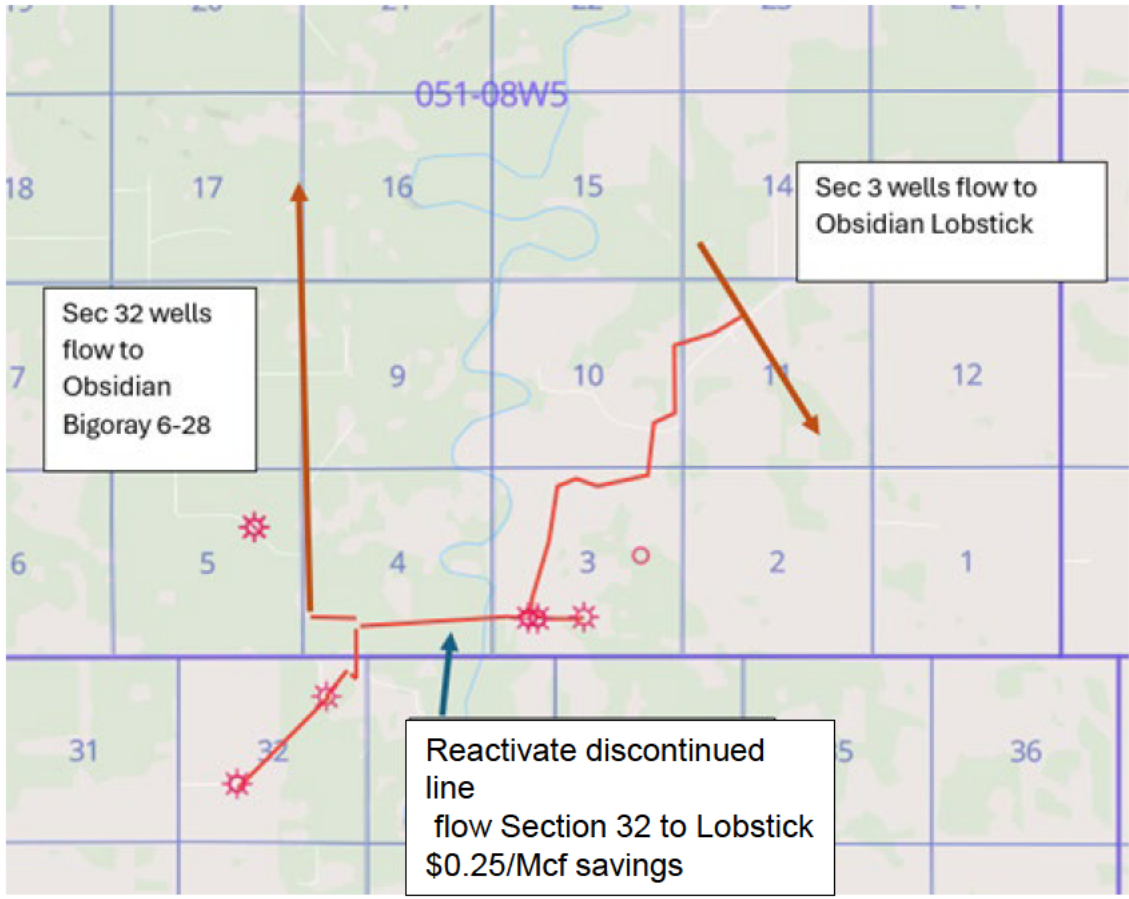 051-08W5
18
17
16
15
14
Sec 3 wells flow to
Obsidian Lobstick
Sec 32 wells
flow to
Obsidian
Bigoray 6-28
7
9
10
11
12
6
5
4
3
2
1
31
32
36
Reactivate discontinued
line
flow Section 32 to Lobstick
$0.25/Mcf savings